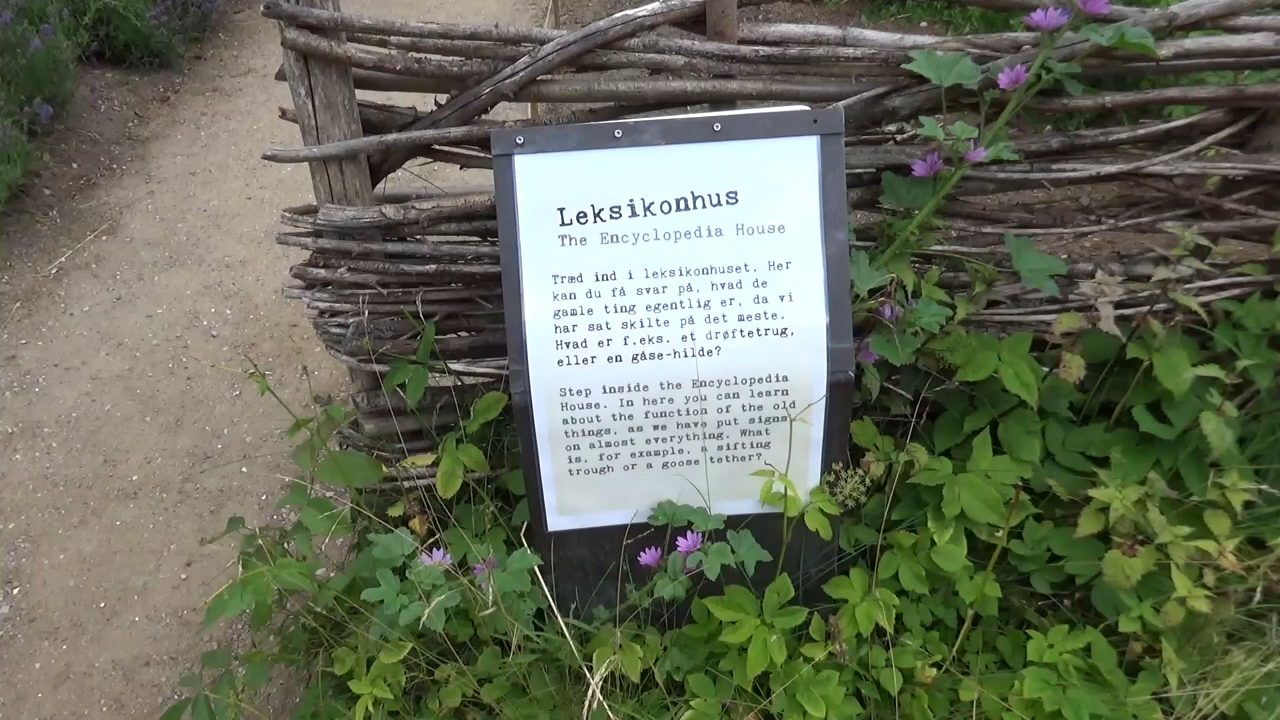 Leksikonhus
The Encyclopedia House
Træd ind i leksikonhuset. Her
kan du få svar på, hvad de
gamle ting egentlig er, da vi
har sat skilte på det meste.
Hvad er f.eks. et drøftetrug,
eller en gåse-hilde?
Step inside the Encyclopedia
House. In here you can learn
about the function of the old
things, as we have put signs
on almost everything. What
is, for example, a sifting
trough or a goose tether?